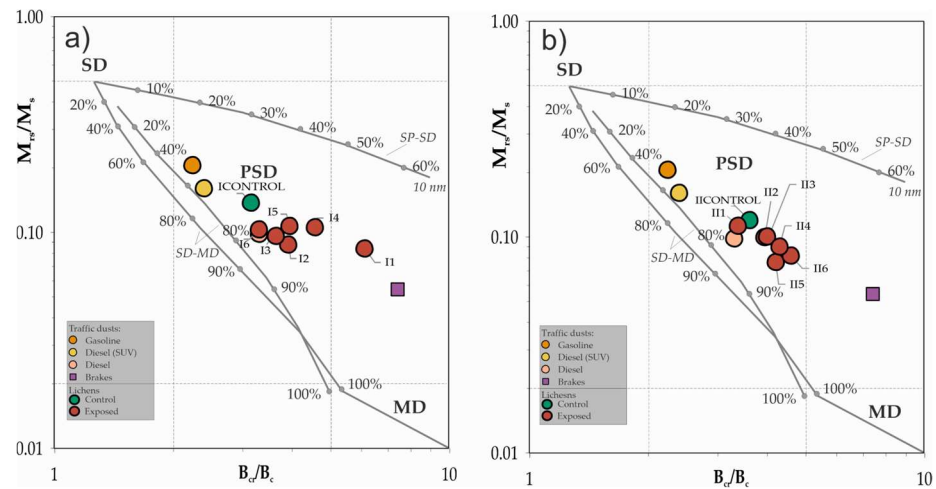 a)
1.00
0.10
0.01
Mrs/Ms
SD
10%
20%
30%
40%
50%
60%
SP-SD
10 nm
20%
40%
60%
80%
90%
100%
20%
40%
80%
90%
100%
SD-MD
PSD
MD
ICONTROL
I5
I4
I6
I3
I2
I1
Traffic dusts:
Gasoline
Diesel (SUV)
Diesel
Brakes
Lichens
Control
Exposed
1
Bcr/Bc
10
b)
1.00
0.10
0.01
Mrs/Ms
SD
10%
20%
30%
40%
50%
60%
SP-SD
10 nm
20%
40%
60%
80%
90%
100%
20%
40%
80%
90%
100%
SD-MD
PSD
MD
IICONTROL
II1
II2
II3
II4
II6
II5
Traffic dusts:
Gasoline
Diesel (SUV)
Diesel
Brakes
Lichesns
Control
Exposed
1
Bcr/Bc
10